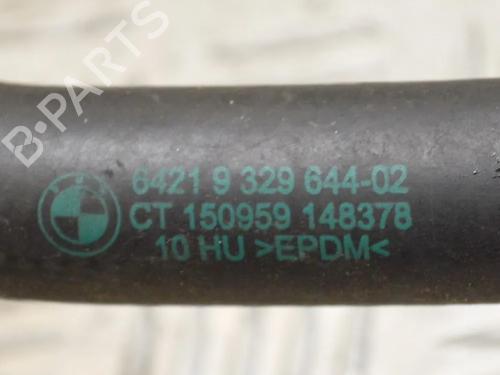 B-PARTS
6421 9 329 644-02
CT 150959 148378
10 HU >EPDM<